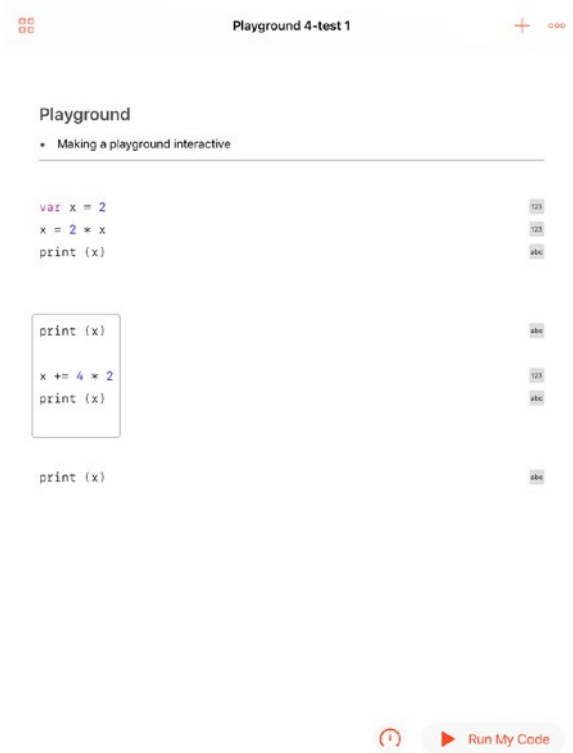 Playground 4-test 1
Playground
• Making a playground interactive
var x = 2
123
x = 2 * x
123
print (x)
abc
print (x)
abc
x += 4 * 2
123
print (x)
abc
print (x)
abc
Run My Code